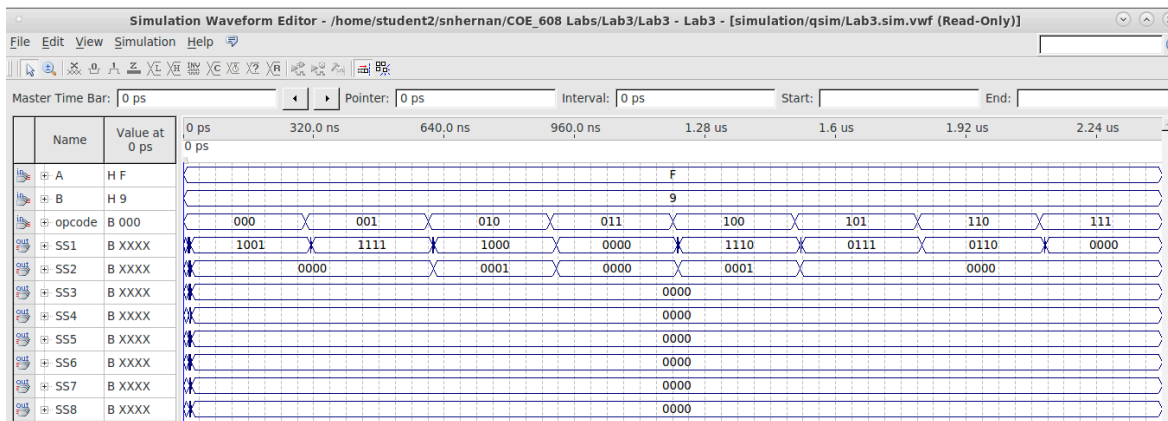 Simulation Waveform Editor - /home/student2/snhernan/COE_608 Labs/Lab3/Lab3 - Lab3 - [simulation/qsim/Lab3.sim.vwf (Read-Only)]
File Edit View Simulation Help
Master Time Bar: 0 ps Pointer: 0 ps Interval: 0 ps Start: End:
Name Value at 0 ps 0 ps 320.0 ns 640.0 ns 960.0 ns 1.28 us 1.6 us 1.92 us 2.24 us
0 ps
A H F F
B H 9 9
opcode B 000 000 001 010 011 100 101 110 111
SS1 B XXXX 1001 1111 1000 0000 1110 0111 0110 0000
SS2 B XXXX 0000 0001 0000 0001 0000
SS3 B XXXX 0000
SS4 B XXXX 0000
SS5 B XXXX 0000
SS6 B XXXX 0000
SS7 B XXXX 0000
SS8 B XXXX 0000